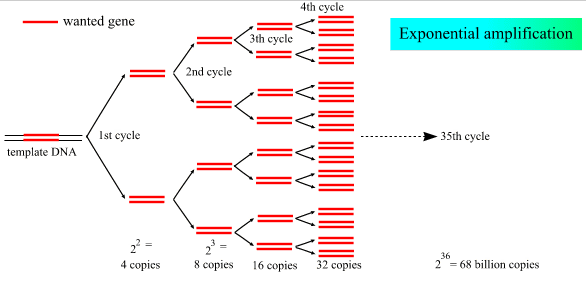 4th cycle
wanted gene
Exponential amplification
3th cycle
2nd cycle
1st cycle
35th cycle
template DNA
2² =
4 copies
2³ =
8 copies
16 copies
32 copies
2³⁶ = 68 billion copies